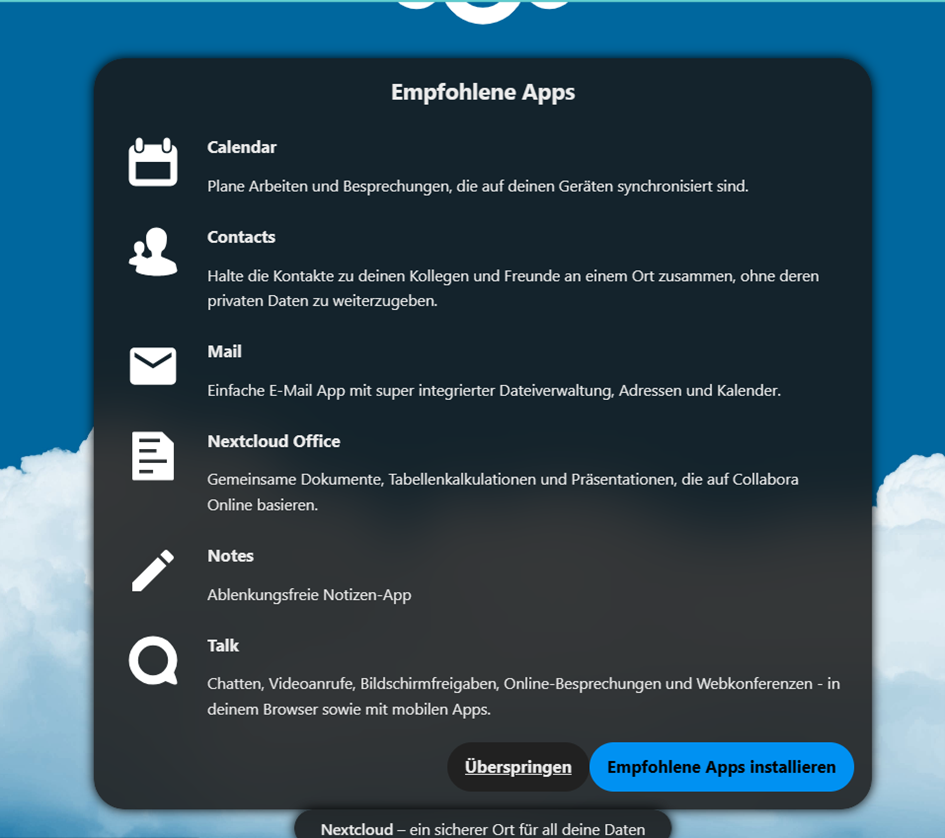 Empfohlene Apps
Calendar
Plane Arbeiten und Besprechungen, die auf deinen Geräten synchronisiert sind.
Contacts
Halte die Kontakte zu deinen Kollegen und Freunde an einem Ort zusammen, ohne deren
privaten Daten zu weiterzugeben.
Mail
Einfache E-Mail App mit super integrierter Dateiverwaltung, Adressen und Kalender.
Nextcloud Office
Gemeinsame Dokumente, Tabellenkalkulationen und Präsentationen, die auf Collabora
Online basieren.
Notes
Ablenkungsfreie Notizen-App
Talk
Chatten, Videoanrufe, Bildschirmfreigaben, Online-Besprechungen und Webkonferenzen - in
deinem Browser sowie mit mobilen Apps.
Überspringen Empfohlene Apps installieren
Nextcloud – ein sicherer Ort für all deine Daten